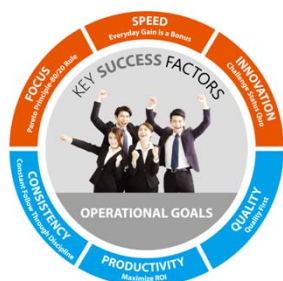 SPEED
Everyday Gain is a Bonus
INNOVATION
Challenge Status Quo
QUALITY
Quality First
PRODUCTIVITY
Maximize ROI
CONSISTENCY
Constant Follow Through Discipline
FOCUS
Pareto Principle-80/20 Rule
KEY SUCCESS FACTORS
OPERATIONAL GOALS